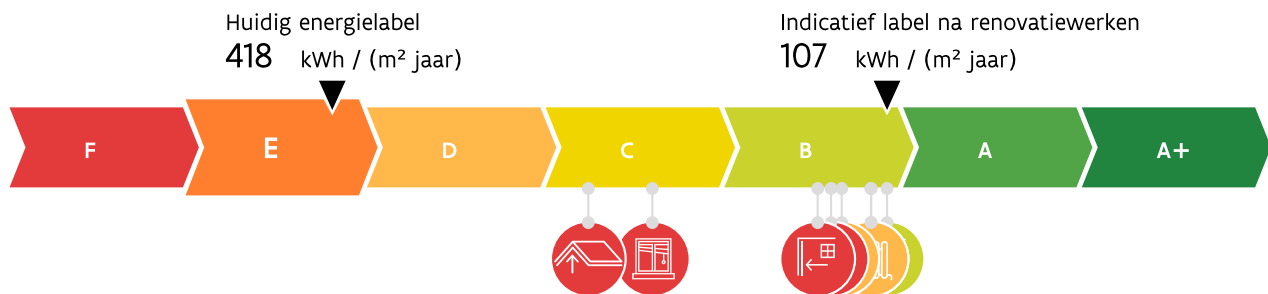 Huidig energielabel
418 kWh / (m² jaar)
Indicatief label na renovatiewerken
107 kWh / (m² jaar)
F E D C B A A+